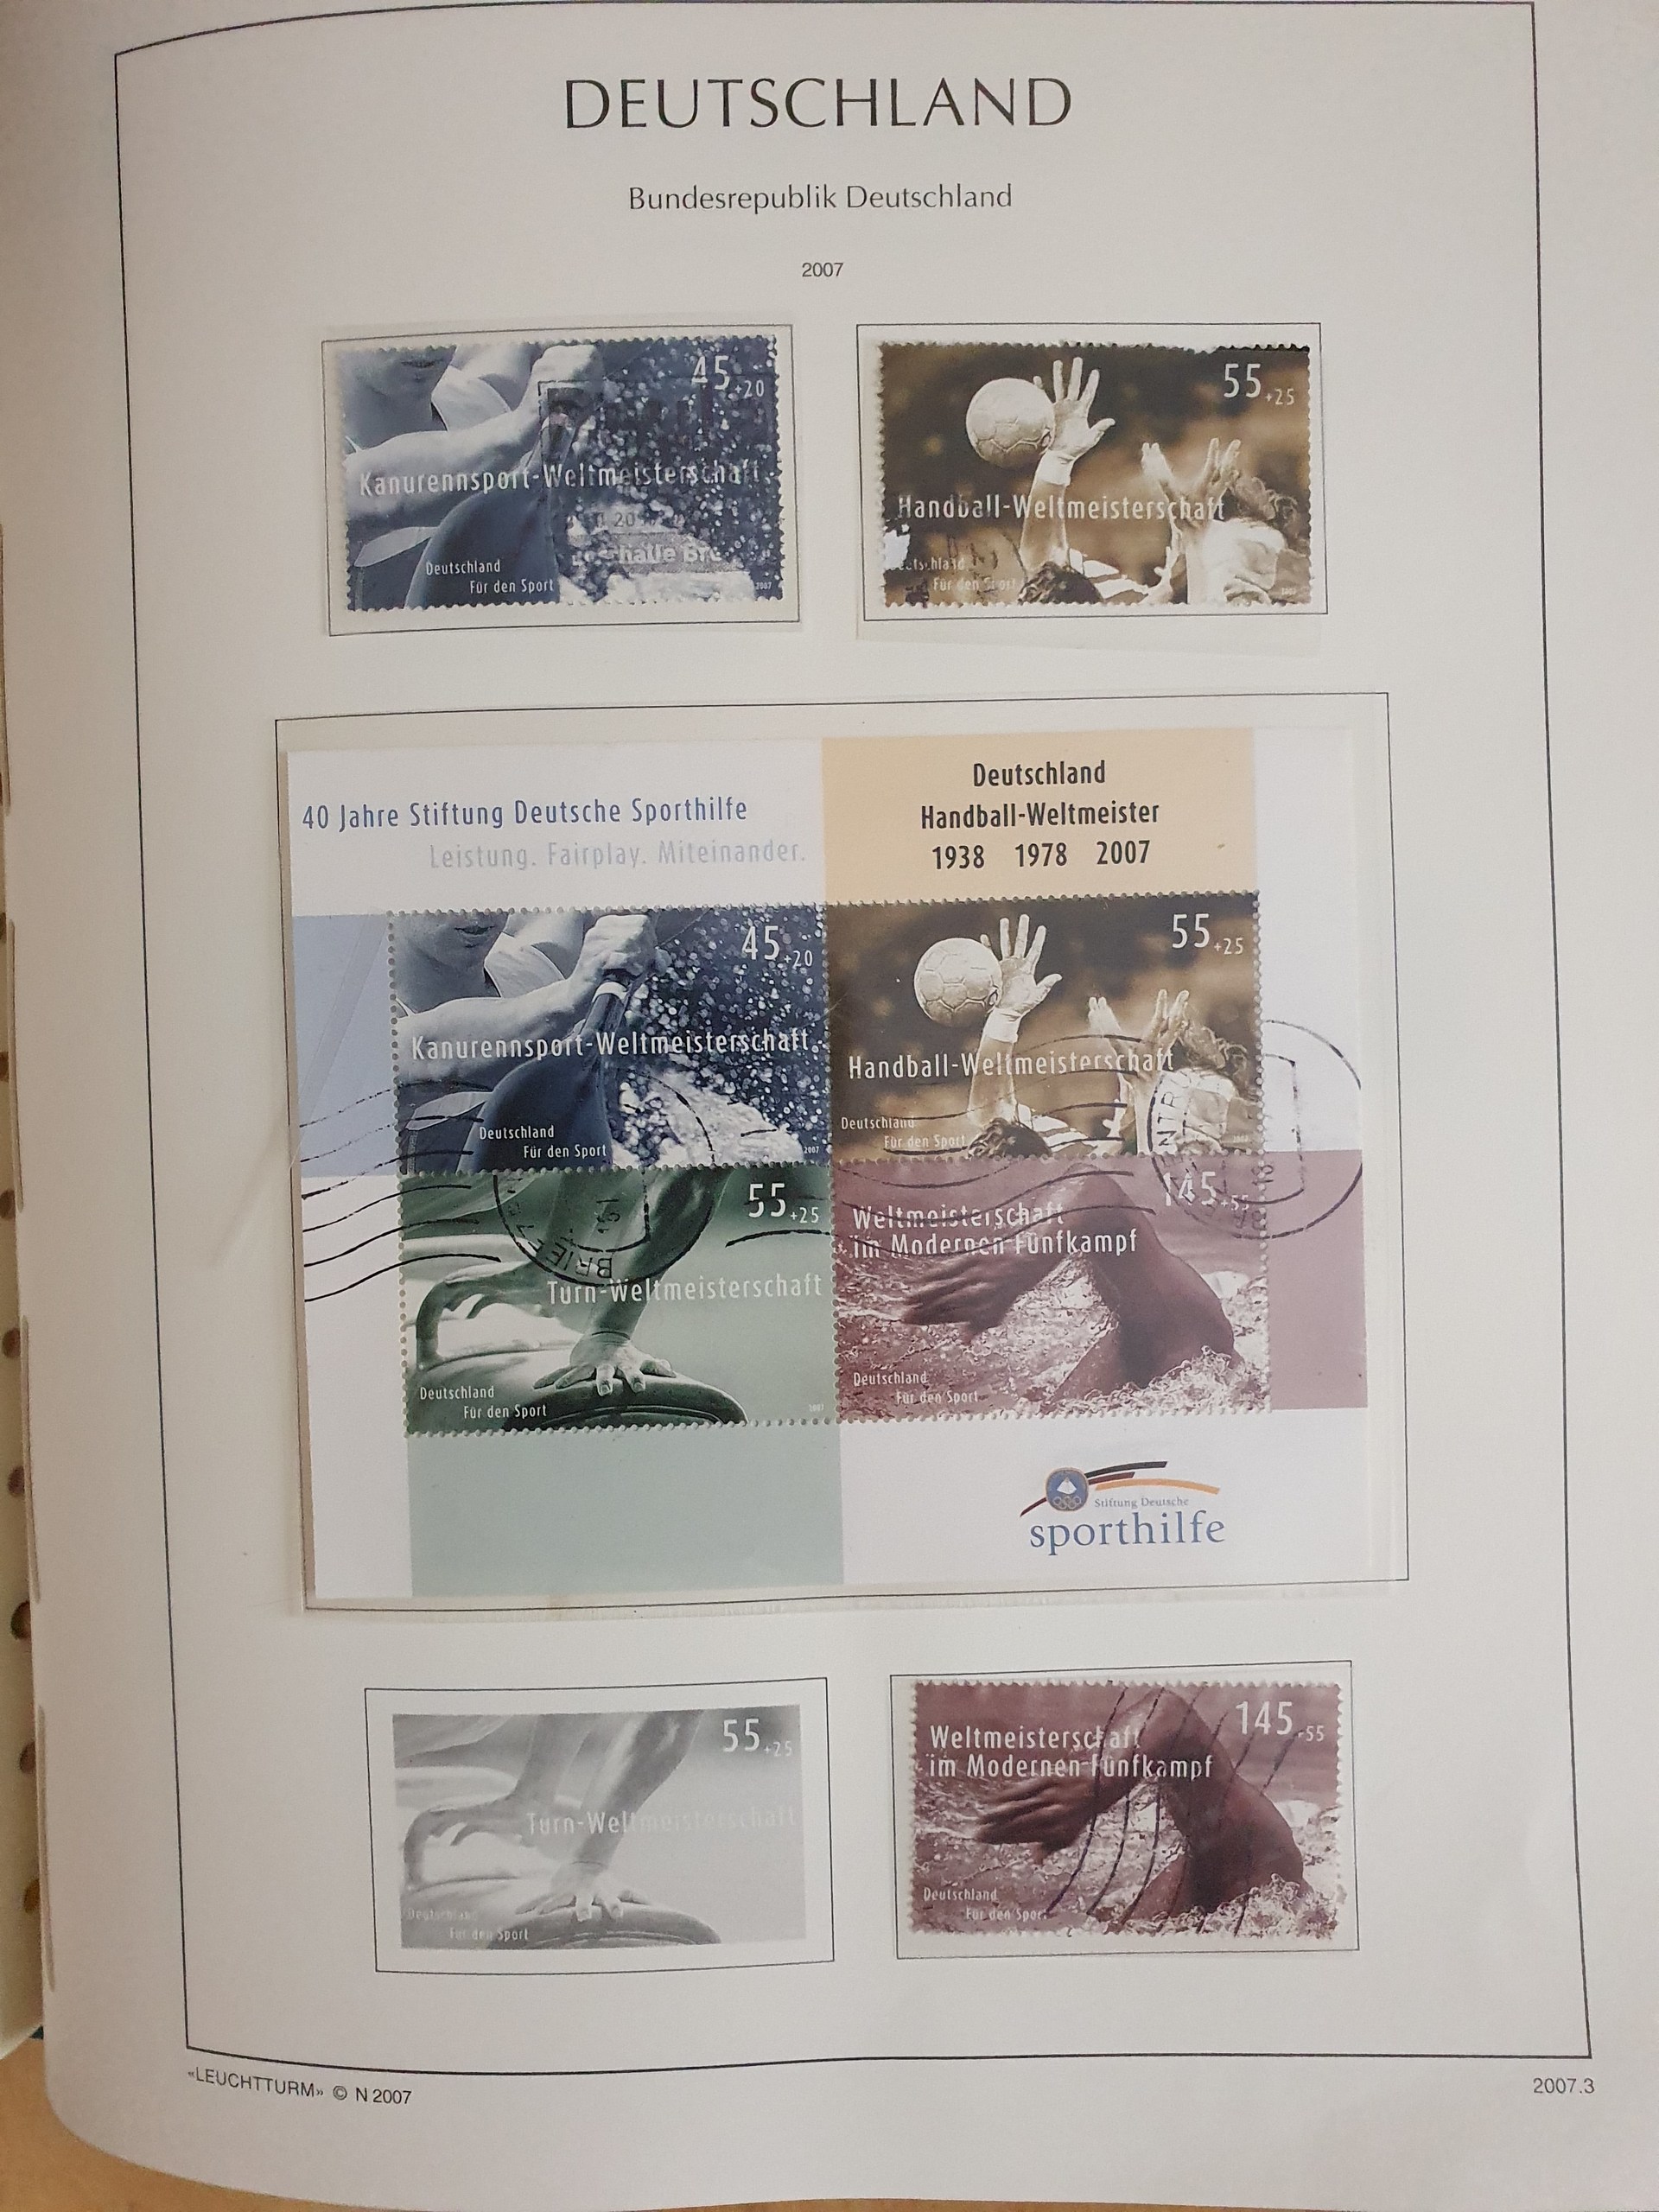 DEUTSCHLAND
Bundesrepublik Deutschland
2007
45+20
Kanurennsport-Weltmeisterschaft
Deutschland
Für den Sport
2007
55+25
Handball-Weltmeisterschaft
Deutschland
Für den Sport
40 Jahre Stiftung Deutsche Sporthilfe
Leistung. Fairplay. Miteinander.
Deutschland
Handball-Weltmeister
1938 1978 2007
45+20
Kanurennsport-Weltmeisterschaft
Deutschland
Für den Sport
2007
55+25
Handball-Weltmeisterschaft
Deutschland
Für den Sport
2007
55+25
Turn-Weltmeisterschaft
Deutschland
Für den Sport
2007
145+55
Weltmeisterschaft
im Modernen Fünfkampf
Deutschland
Für den Sport
Stiftung Deutsche
sporthilfe
55+25
Turn-Weltmeisterschaft
Deutschland
Für den Sport
145+55
Weltmeisterschaft
im Modernen Fünfkampf
Deutschland
Für den Sport
«LEUCHTTURM» © N 2007
2007.3